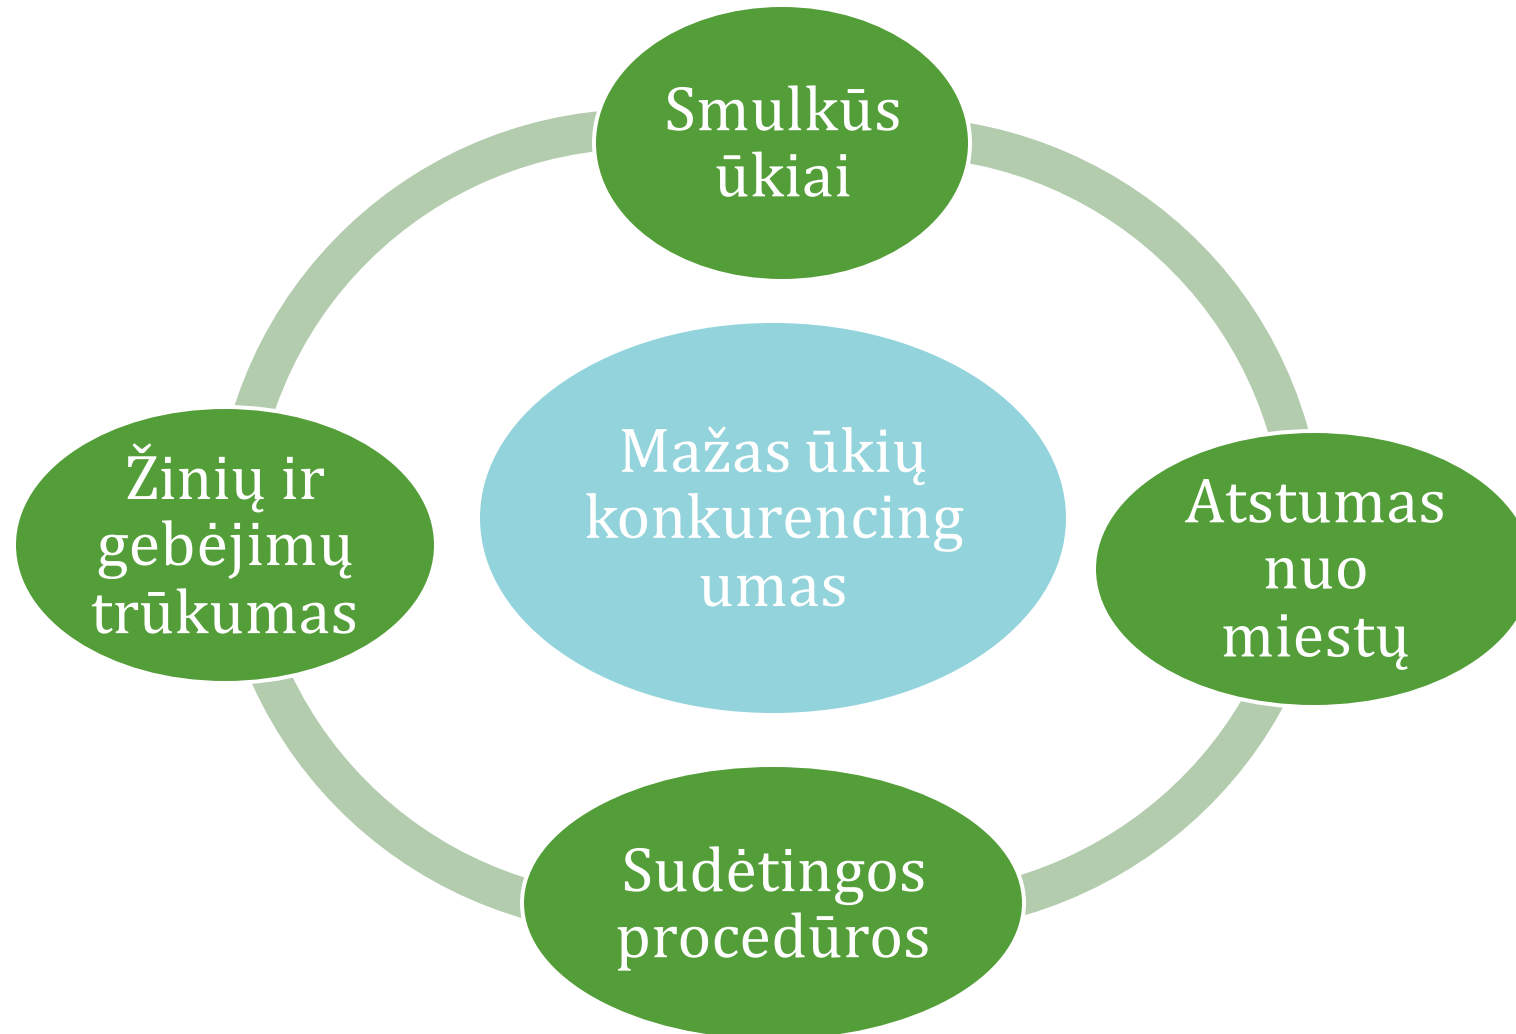 Smulkūs
ūkiai
Mažas ūkių
konkurencing
umas
Žinių ir
gebėjimų
trūkumas
Atstumas
nuo
miestų
Sudėtingos
procedūros